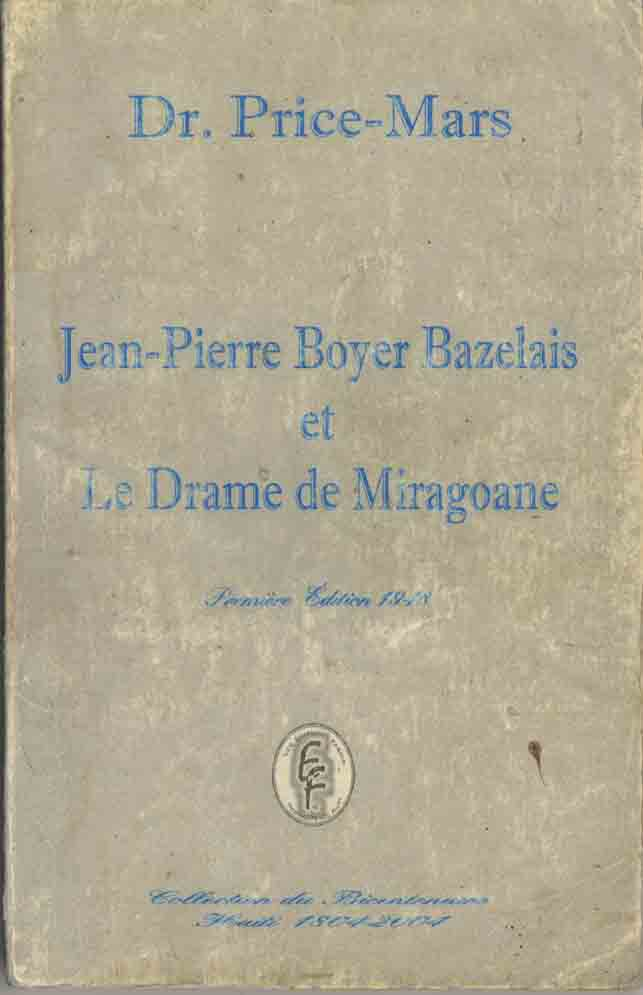 Dr. Price-Mars
Jean-Pierre Boyer Bazelais
et
Le Drame de Miragoane
Première Édition 1948
EF
Collection du Bicentenaire
Haïti 1804-2004